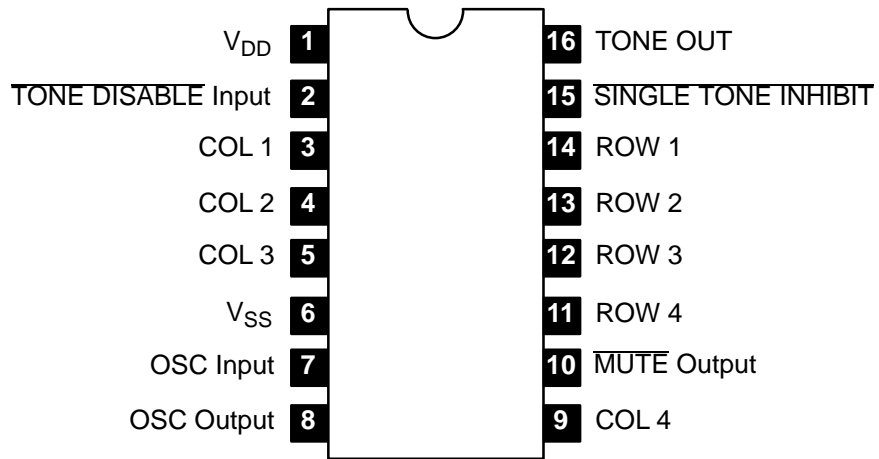 V_DD 1 16 TONE OUT
TONE DISABLE Input 2 15 SINGLE TONE INHIBIT
COL 1 3 14 ROW 1
COL 2 4 13 ROW 2
COL 3 5 12 ROW 3
V_SS 6 11 ROW 4
OSC Input 7 10 MUTE Output
OSC Output 8 9 COL 4